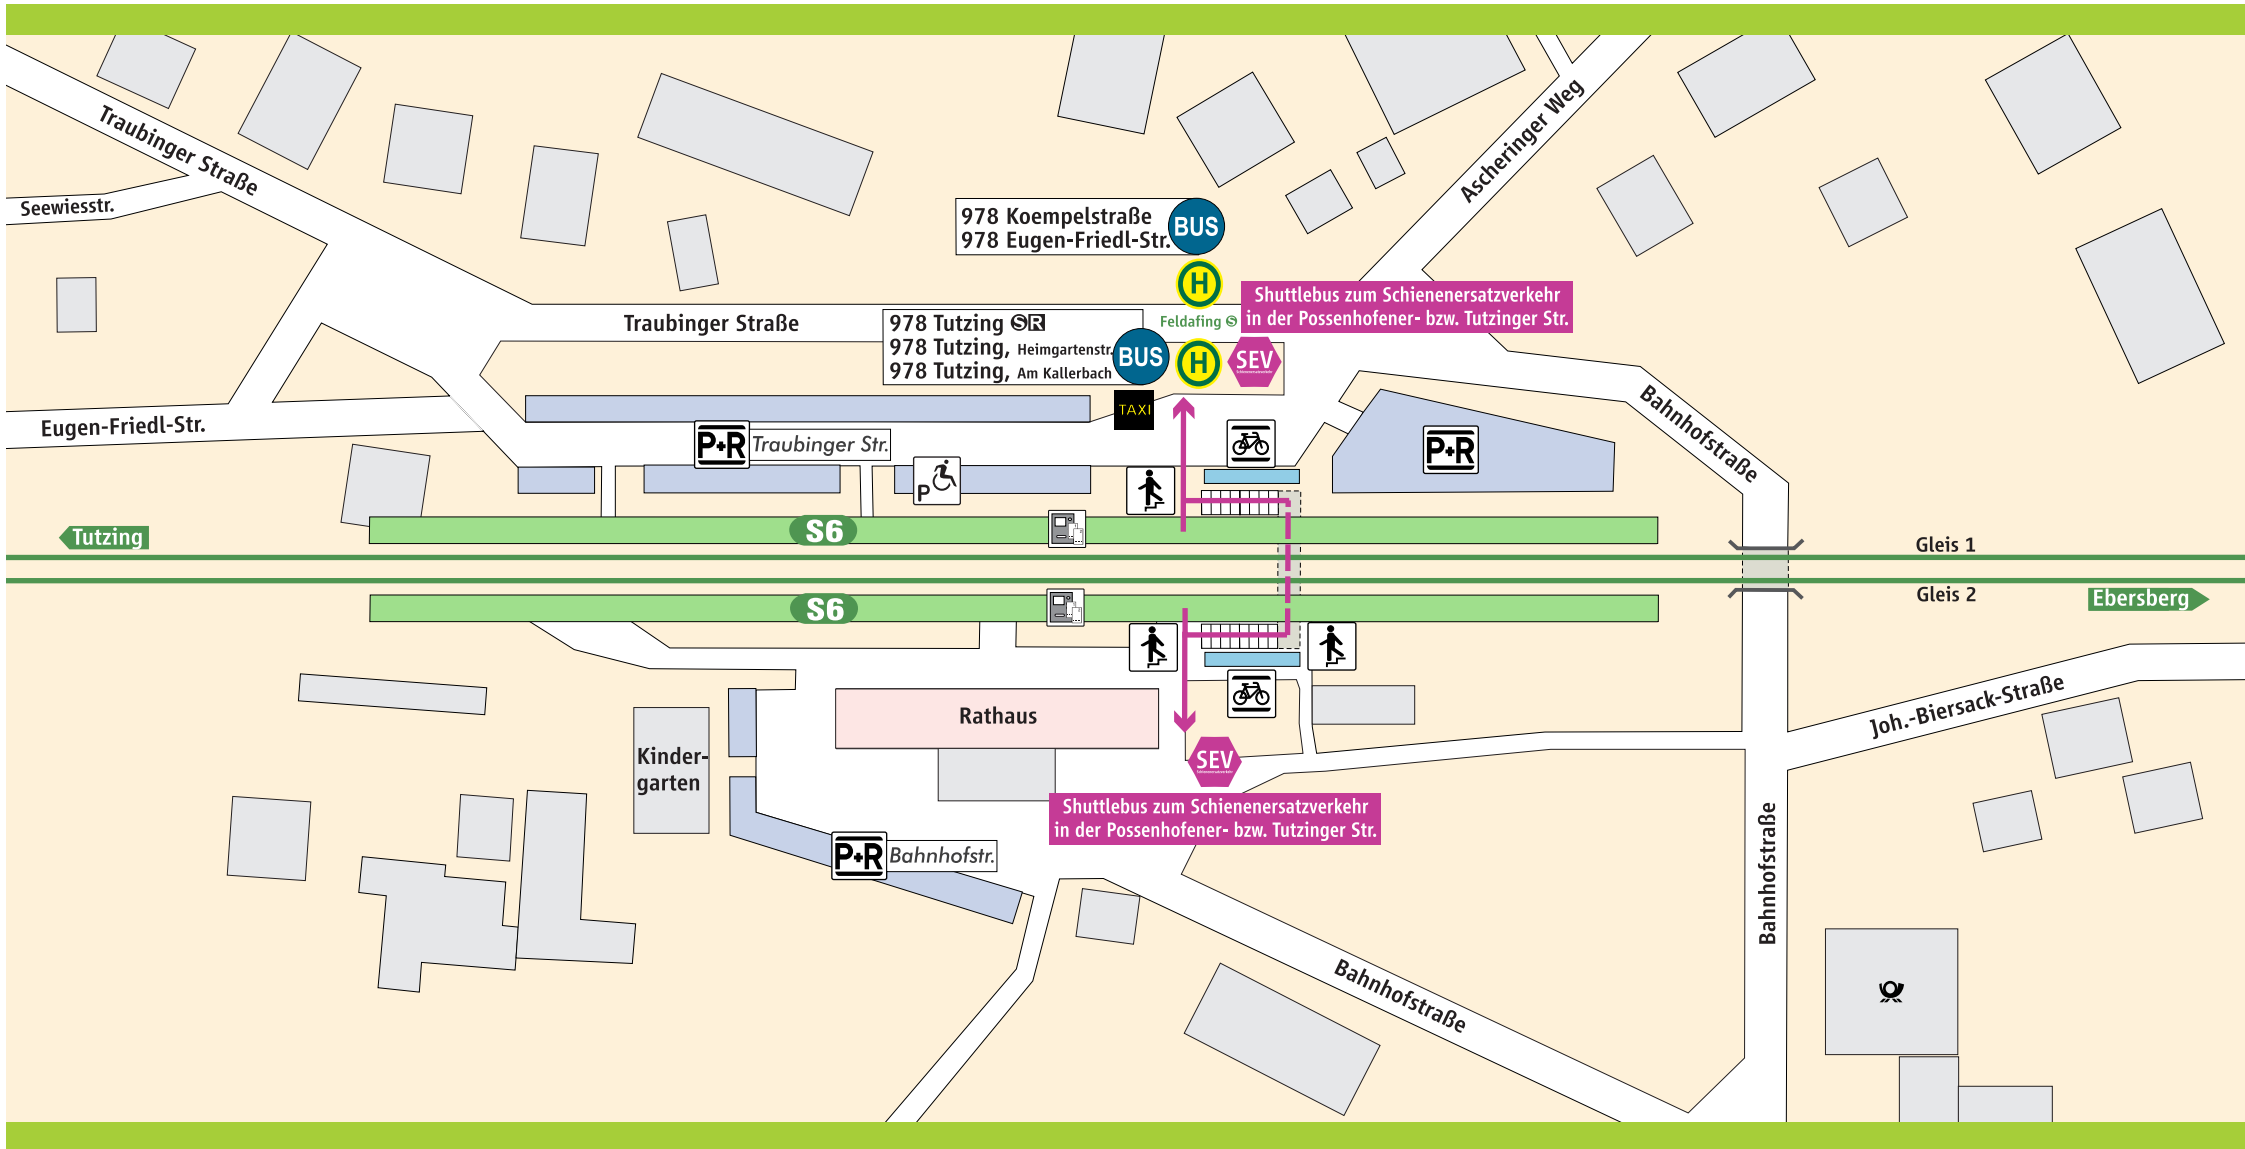 Traubinger Straße
Seewiesstr.
Ascheringer Weg
978 Koempelstraße
978 Eugen-Friedl-Str.
BUS
H
Shuttlebus zum Schienenersatzverkehr
in der Possenhofener- bzw. Tutzinger Str.
Traubinger Straße
Feldafing S
978 Tutzing S R
978 Tutzing, Heimgartenstr.
978 Tutzing, Am Kallerbach
BUS
H
SEV
Schienenersatzverkehr
TAXI
Eugen-Friedl-Str.
P+R Traubinger Str.
P+R
P
Bahnhofstraße
Tutzing
S6
Gleis 1
S6
Gleis 2
Ebersberg
Rathaus
Joh.-Biersack-Straße
Kinder-
garten
SEV
Schienenersatzverkehr
Shuttlebus zum Schienenersatzverkehr
in der Possenhofener- bzw. Tutzinger Str.
P+R Bahnhofstr.
Bahnhofstraße
Bahnhofstraße